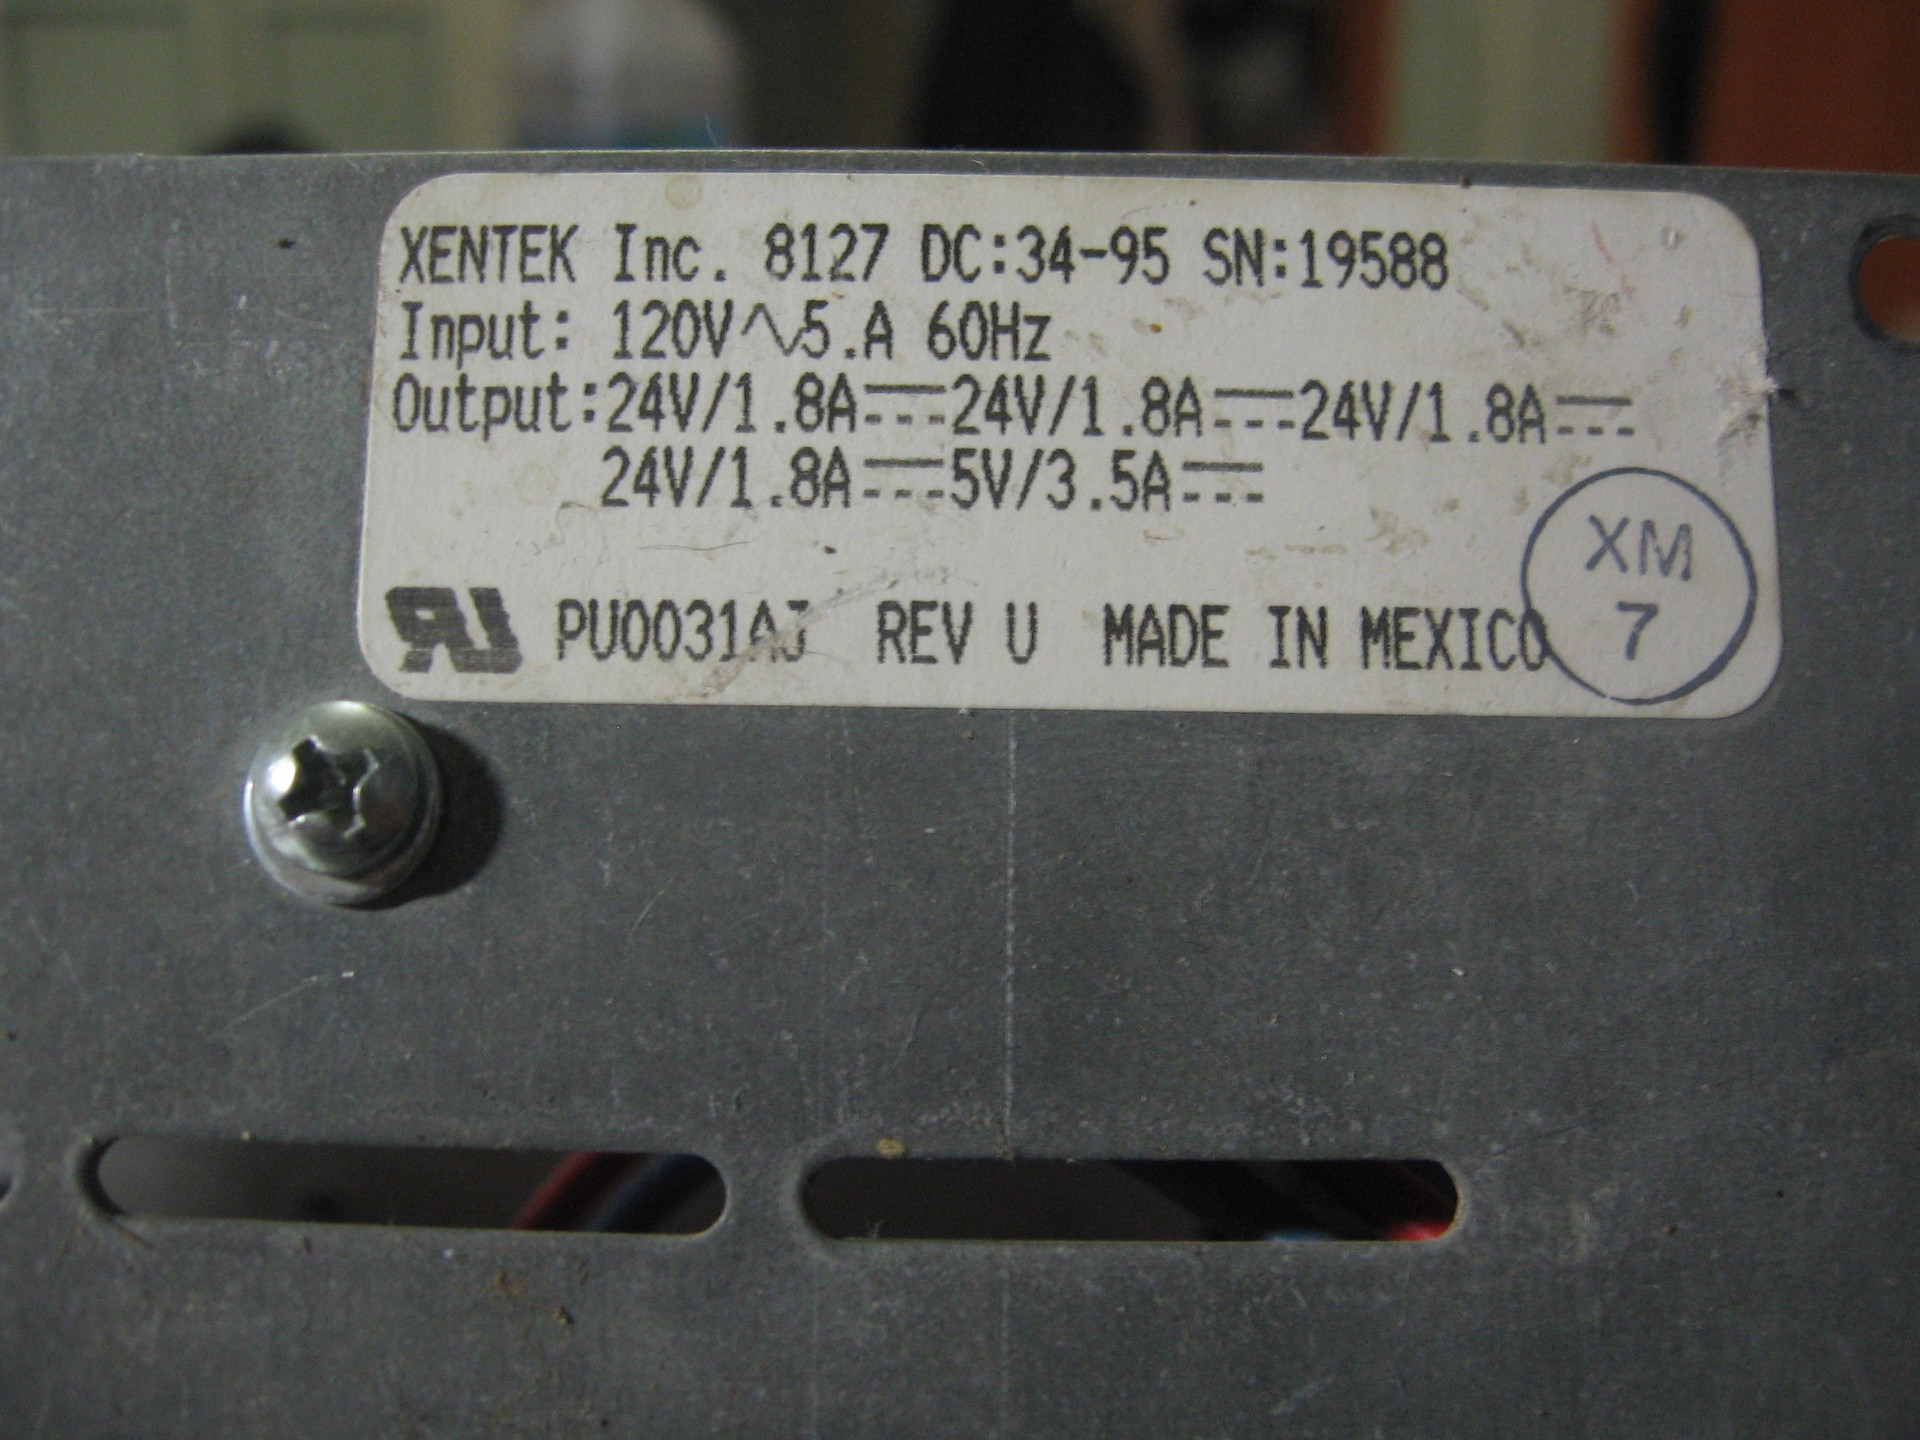 XENTEK Inc. 8127 DC:34-95 SN:19588
Input: 120V∿5.A 60Hz
Output:24V/1.8A⎓24V/1.8A⎓24V/1.8A⎓
24V/1.8A⎓5V/3.5A⎓
PU0031AJ REV U MADE IN MEXICO
XM
7